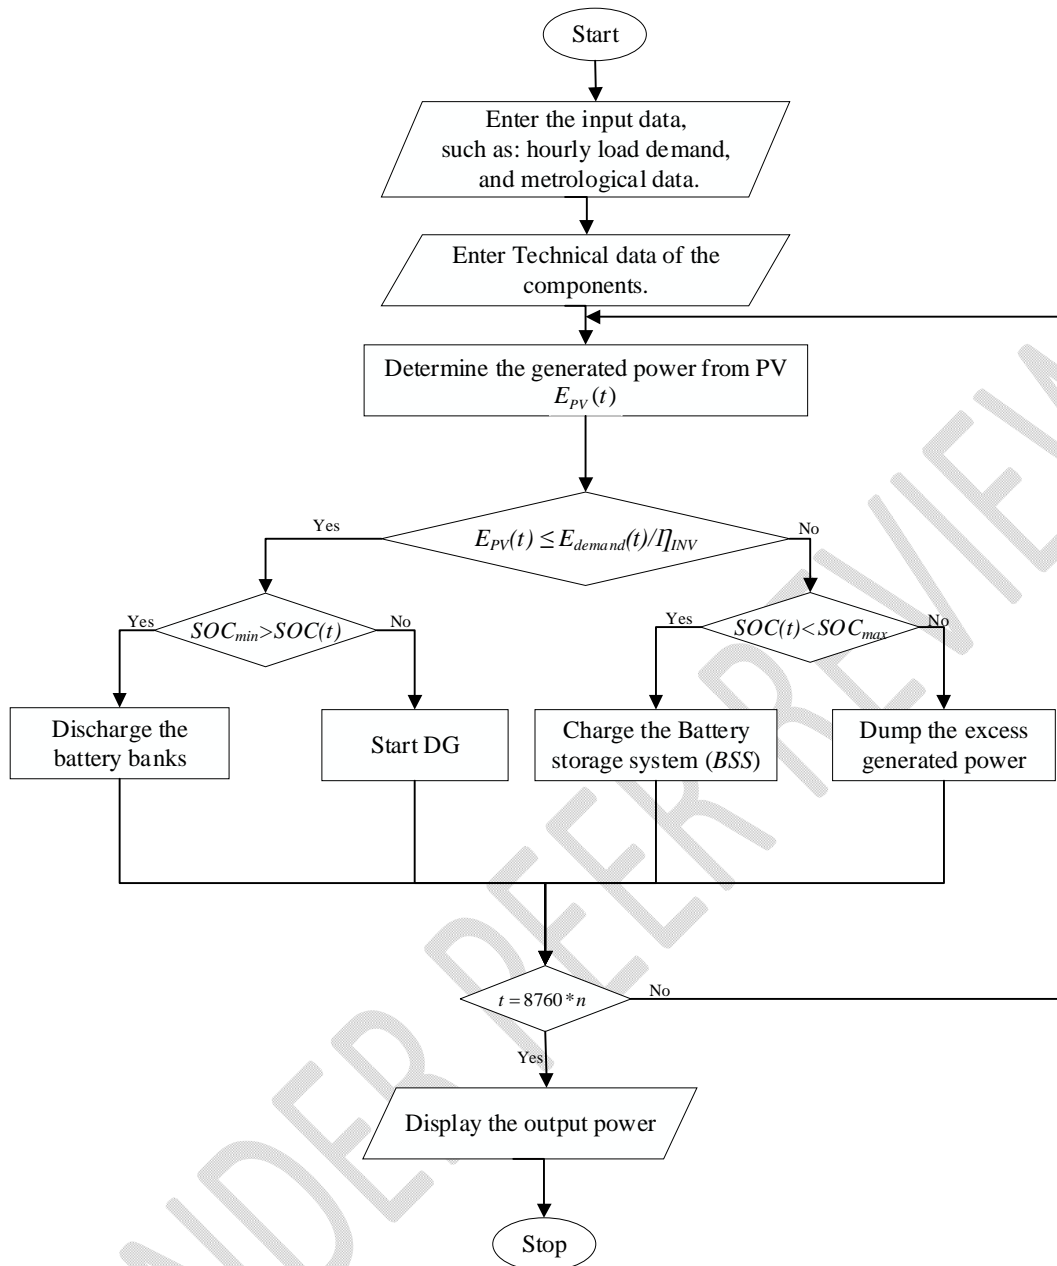 Start
Enter the input data,
such as: hourly load demand,
and metrological data.
Enter Technical data of the
components.
Determine the generated power from PV
E_PV(t)
Yes
E_PV(t) ≤ E_demand(t)/η_INV
No
Yes
SOC_min>SOC(t)
No
Yes
SOC(t)<SOC_max
No
Discharge the
battery banks
Start DG
Charge the Battery
storage system (BSS)
Dump the excess
generated power
t=8760*n
No
Yes
Display the output power
Stop
NDER PEER REVIEW